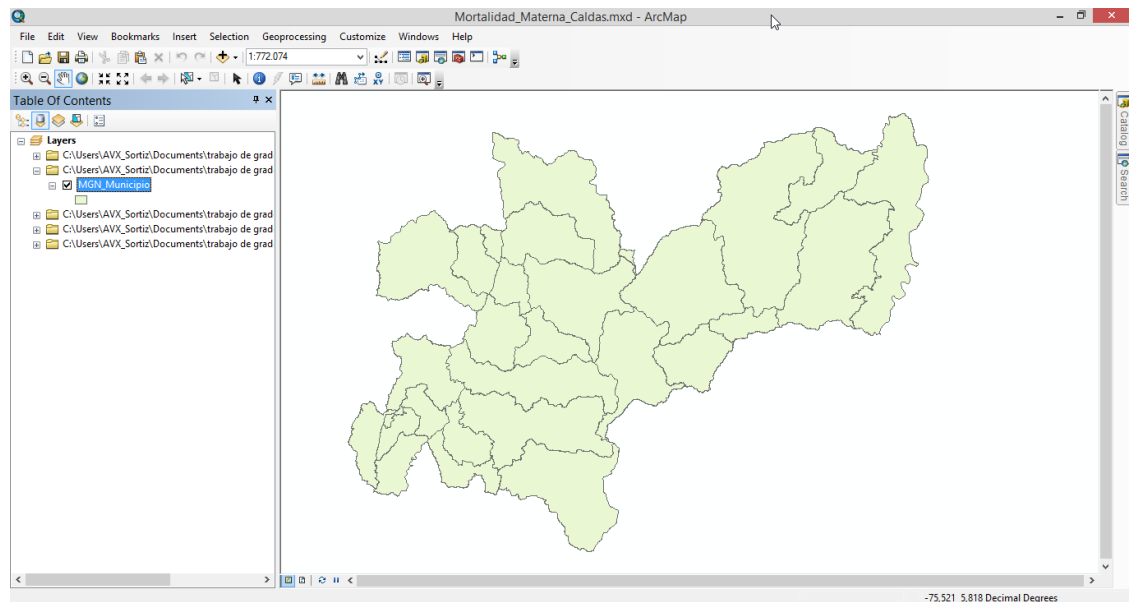 Mortalidad_Materna_Caldas.mxd - ArcMap
File Edit View Bookmarks Insert Selection Geoprocessing Customize Windows Help
1:772.074
Table Of Contents
Layers
C:\Users\AVX_Sortiz\Documents\trabajo de grad
C:\Users\AVX_Sortiz\Documents\trabajo de grad
MGN_Municipio
C:\Users\AVX_Sortiz\Documents\trabajo de grad
C:\Users\AVX_Sortiz\Documents\trabajo de grad
C:\Users\AVX_Sortiz\Documents\trabajo de grad
Catalog
Search
-75,521 5,818 Decimal Degrees